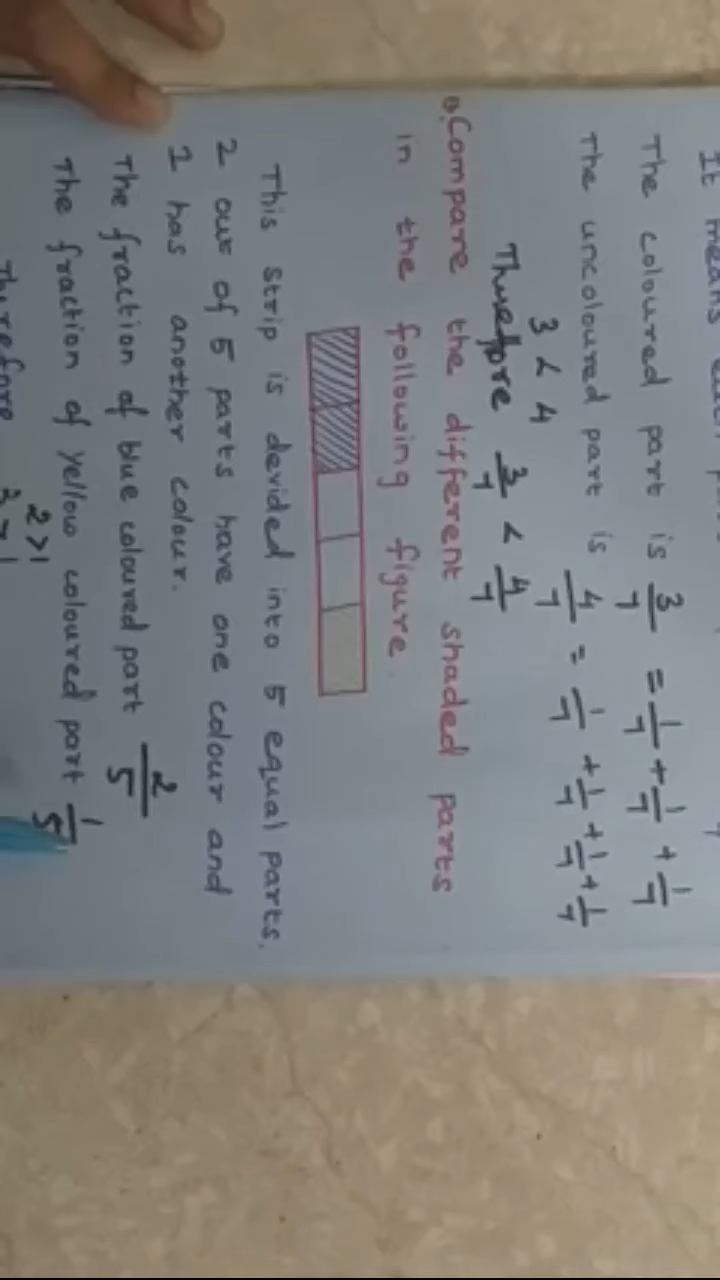 It means each
The coloured part is 3/7 = 1/7 + 1/7 + 1/7
The uncoloured part is 4/7 = 1/7 + 1/7 + 1/7 + 1/7
3 < 4
Therefore 3/7 < 4/7
Compare the different shaded parts
in the following figure.
This strip is devided into 5 equal parts.
2 out of 5 parts have one colour and
1 has another colour.
The fraction of blue coloured part 2/5
The fraction of yellow coloured part 1/5
2 > 1
Therefore